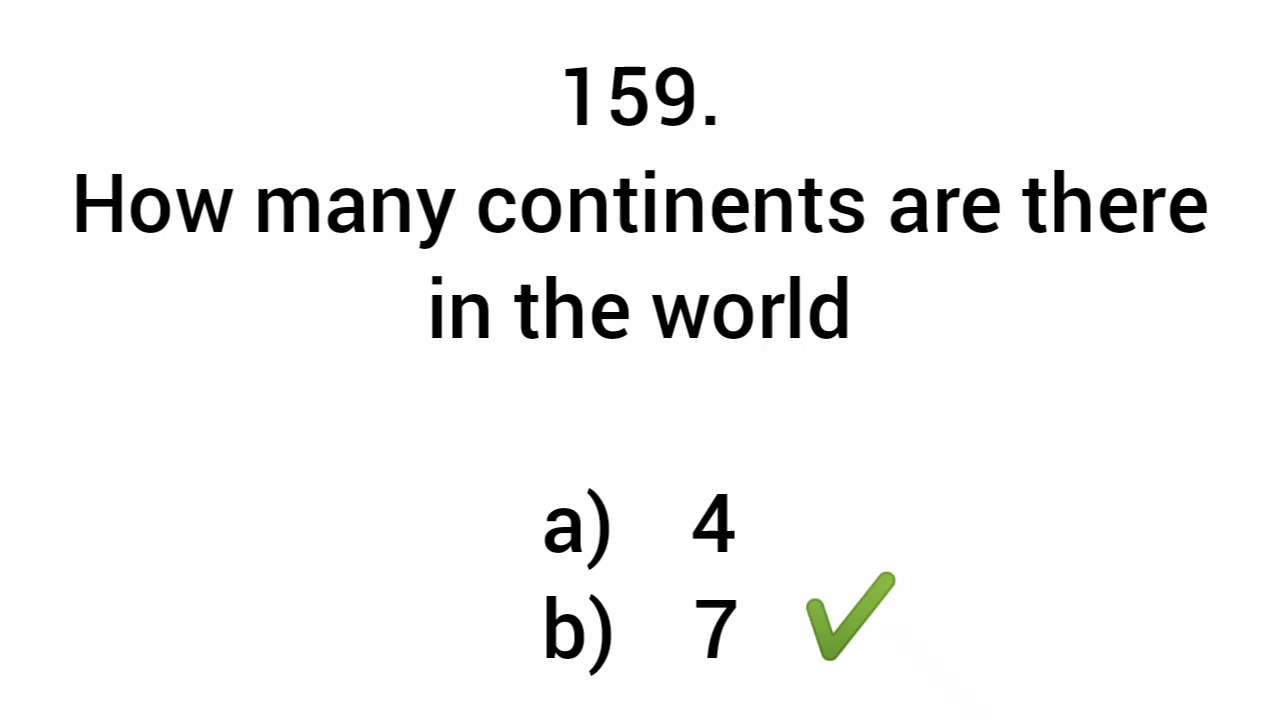 159.
How many continents are there
in the world
a) 4
b) 7 ✔